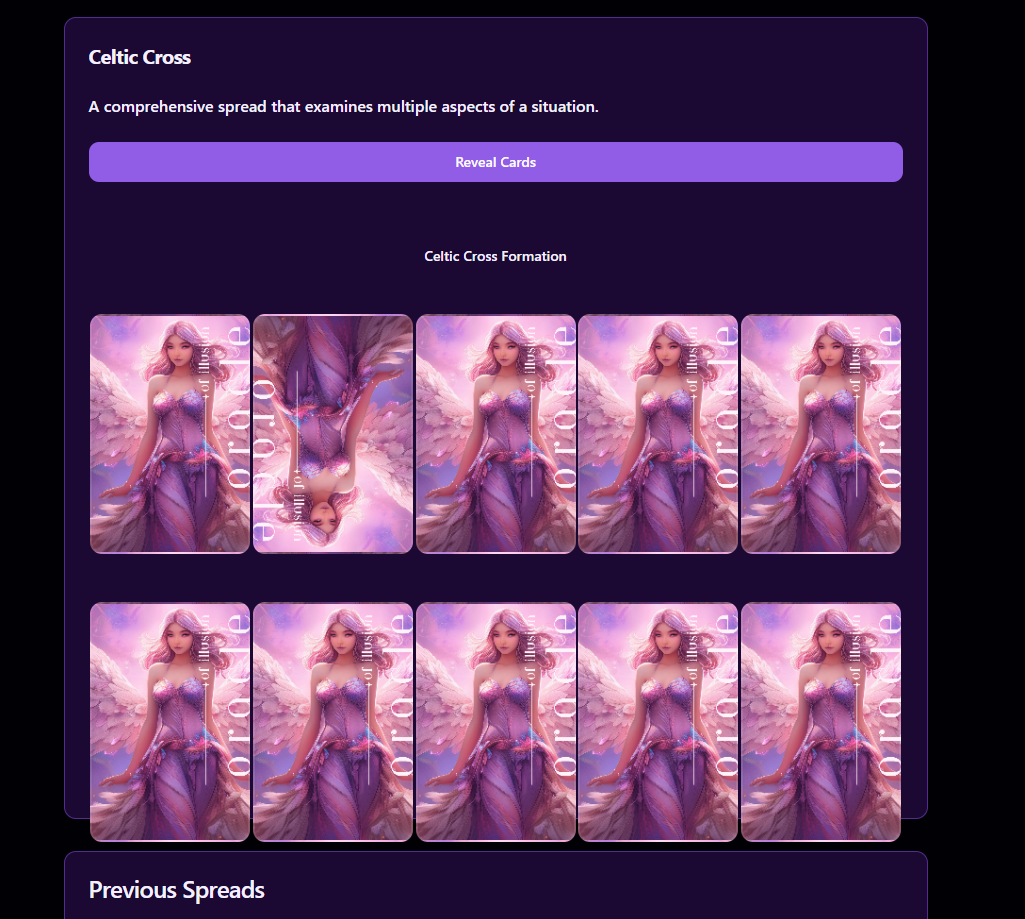 Celtic Cross
A comprehensive spread that examines multiple aspects of a situation.
Reveal Cards
Celtic Cross Formation
oracle
of illusion
oracle
of illusion
oracle
of illusion
oracle
of illusion
oracle
of illusion
oracle
of illusion
oracle
of illusion
oracle
of illusion
oracle
of illusion
oracle
of illusion
Previous Spreads